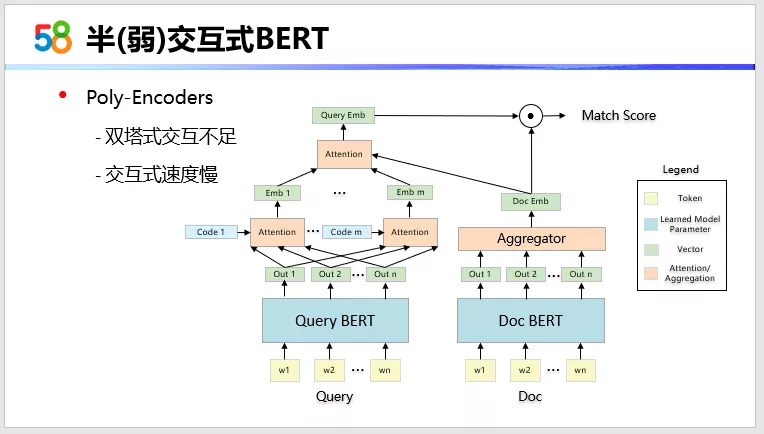 58 半(弱)交互式BERT
• Poly-Encoders
- 双塔式交互不足
- 交互式速度慢
Query Emb
Match Score
Attention
Emb 1 ... Emb m
Doc Emb
Code 1 Attention ... Code m Attention
Aggregator
Out 1 Out 2 ... Out n
Out 1 Out 2 ... Out n
Query BERT
Doc BERT
w1 w2 ... wn
w1 w2 ... wn
Query
Doc
Legend
Token
Learned Model
Parameter
Vector
Attention/
Aggregation